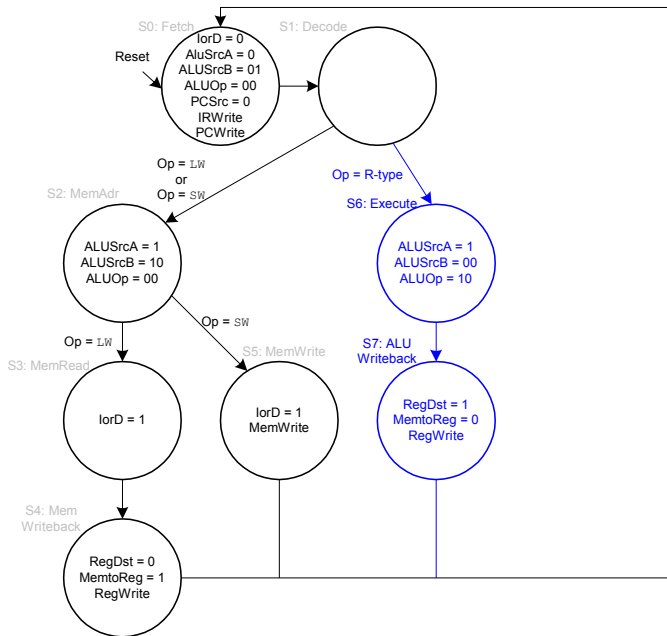 S0: Fetch
S1: Decode
Reset
IorD = 0
AluSrcA = 0
ALUSrcB = 01
ALUOp = 00
PCSrc = 0
IRWrite
PCWrite
Op = LW
or
Op = SW
Op = R-type
S2: MemAdr
S6: Execute
ALUSrcA = 1
ALUSrcB = 10
ALUOp = 00
ALUSrcA = 1
ALUSrcB = 00
ALUOp = 10
Op = SW
Op = LW
S3: MemRead
S5: MemWrite
S7: ALU
Writeback
IorD = 1
IorD = 1
MemWrite
RegDst = 1
MemtoReg = 0
RegWrite
S4: Mem
Writeback
RegDst = 0
MemtoReg = 1
RegWrite